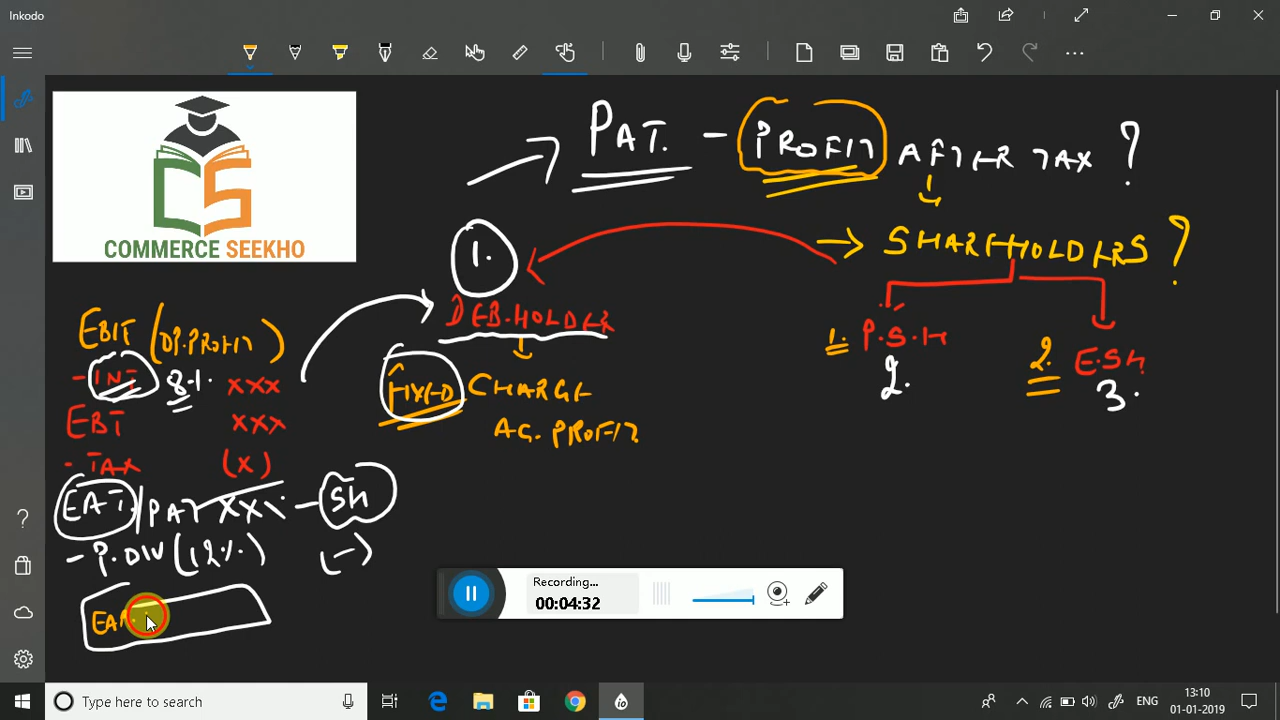 Inkodo
COMMERCE SEEKHO
PAT. - PROFIT AFTER TAX ?
→ SHAREHOLDERS ?
1.
DEB.HOLDER
1. P.S.H
2.
2. E.SH
3.
FIXED CHARGE
AG. PROFIT
EBIT (OP.PROFIT)
- INT 8%. XXX
EBT XXX
- TAX (X)
EAT./PAT XXX - SH
- P.DIV (12%) (-)
Recording...
00:04:32
Type here to search
ENG
13:10
01-01-2019